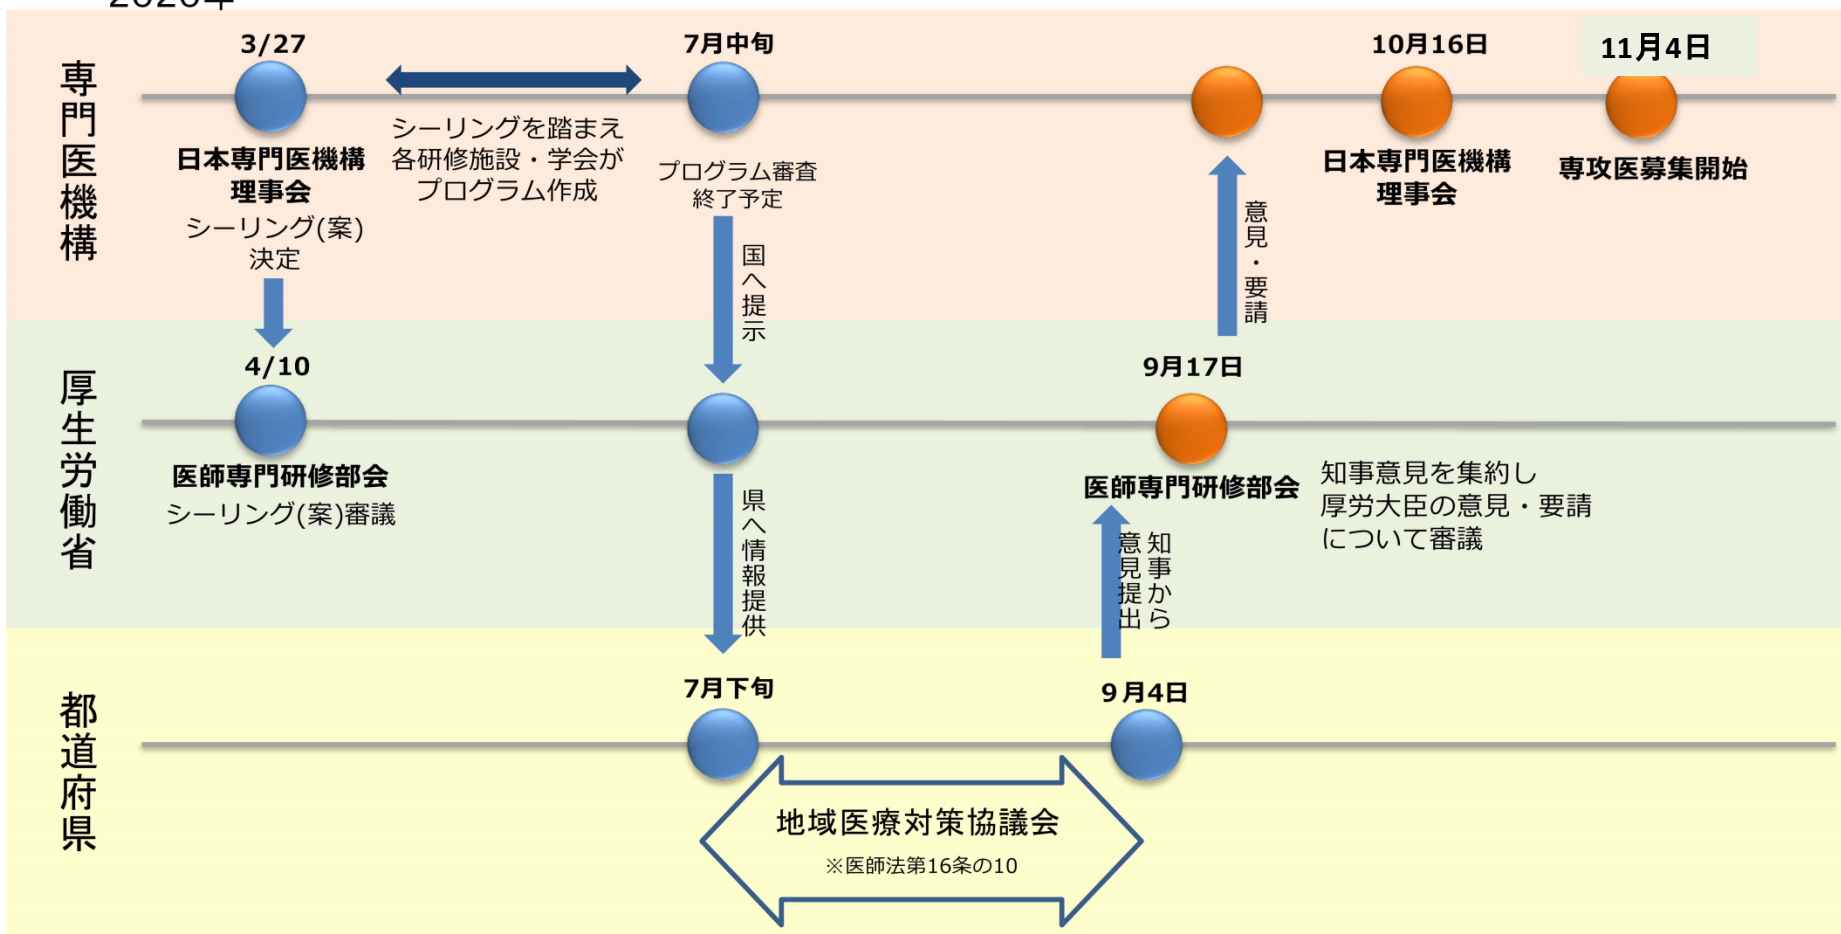 2020年
専門医機構
3/27
日本専門医機構
理事会
シーリング(案)
決定
シーリングを踏まえ
各研修施設・学会が
プログラム作成
7月中旬
プログラム審査
終了予定
国へ提示
意見・要請
10月16日
日本専門医機構
理事会
11月4日
専攻医募集開始
厚生労働省
4/10
医師専門研修部会
シーリング(案)審議
県へ情報提供
9月17日
医師専門研修部会
知事意見を集約し
厚労大臣の意見・要請
について審議
知事から
意見提出
都道府県
7月下旬
9月4日
地域医療対策協議会
※医師法第16条の10